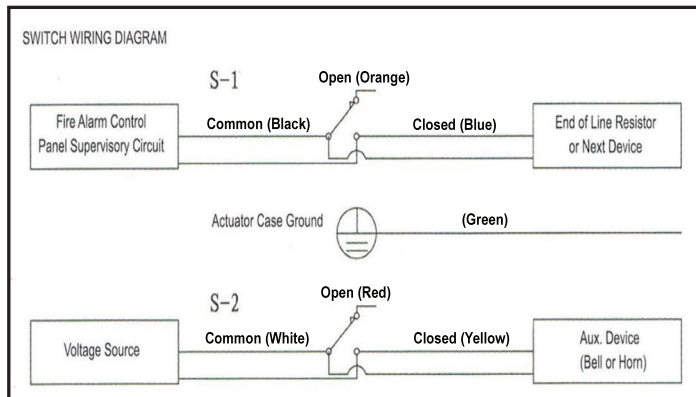 SWITCH WIRING DIAGRAM
S-1
Open (Orange)
Fire Alarm Control
Panel Supervisory Circuit
Common (Black)
Closed (Blue)
End of Line Resistor
or Next Device
Actuator Case Ground
(Green)
S-2
Open (Red)
Voltage Source
Common (White)
Closed (Yellow)
Aux. Device
(Bell or Horn)